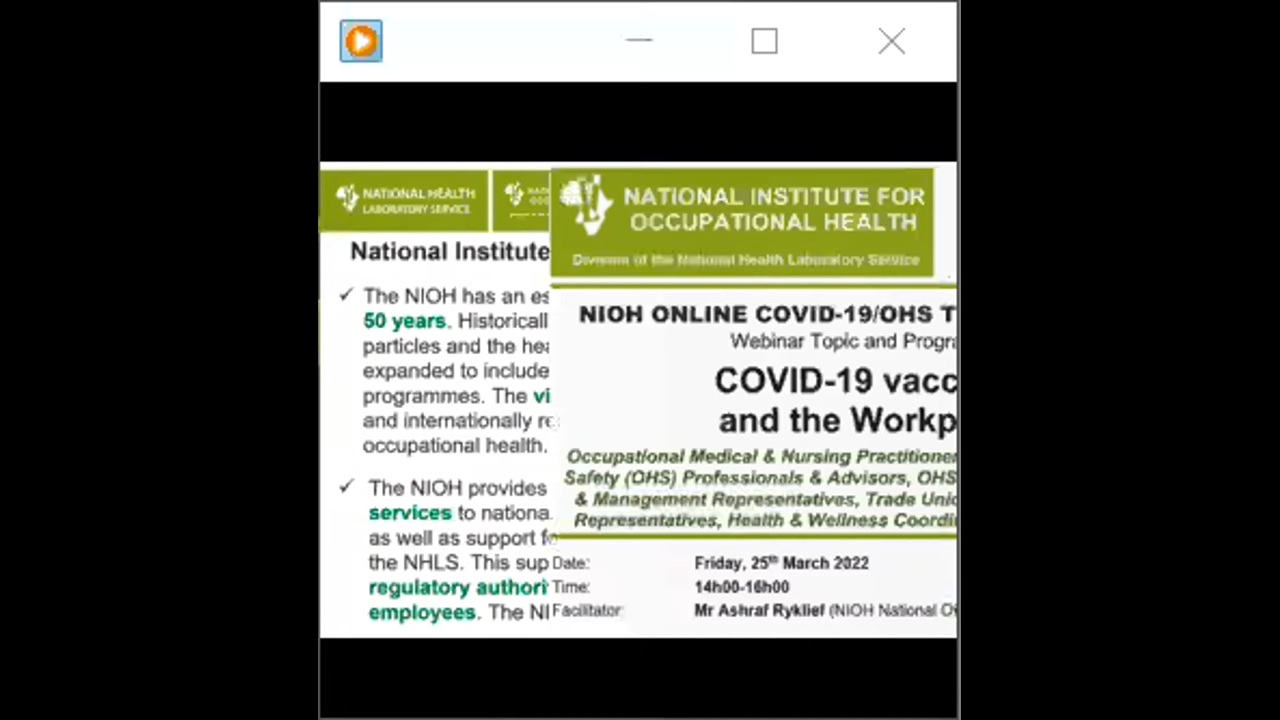 NATIONAL HEALTH
LABORATORY SERVICE
National Institute
✓ The NIOH has an es
50 years. Historicall
particles and the hea
expanded to include
programmes. The vi
and internationally re
occupational health.
✓ The NIOH provides
services to nationa
as well as support fo
the NHLS. This sup
regulatory authori
employees. The NI
NATIONAL INSTITUTE FOR
OCCUPATIONAL HEALTH
Division of the National Health Laboratory Service
NIOH ONLINE COVID-19/OHS T
Webinar Topic and Progra
COVID-19 vacc
and the Workp
Occupational Medical & Nursing Practitioner
Safety (OHS) Professionals & Advisors, OHS
& Management Representatives, Trade Unio
Representatives, Health & Wellness Coordi
Date: Friday, 25th March 2022
Time: 14h00-16h00
Facilitator: Mr Ashraf Ryklief (NIOH National O